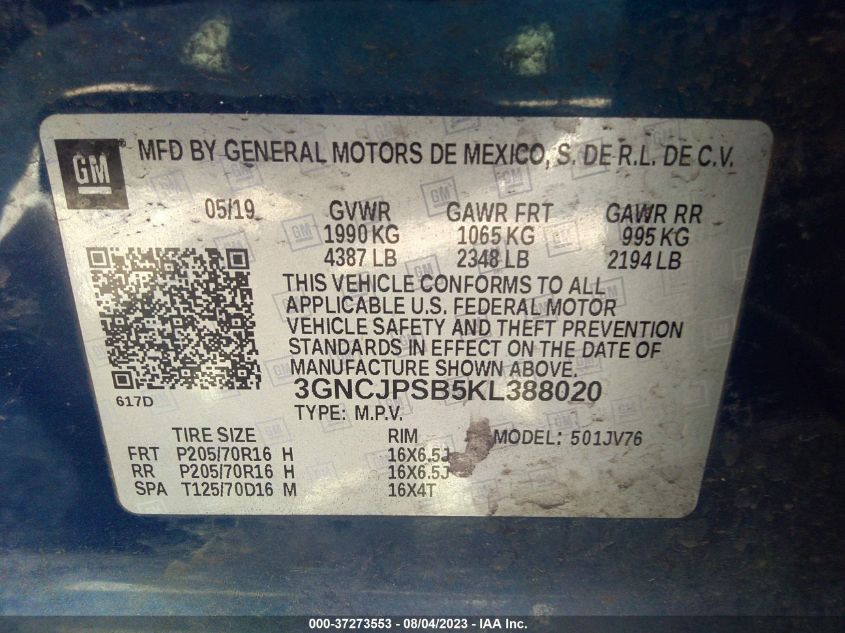 GM
MFD BY GENERAL MOTORS DE MEXICO, S. DE R.L. DE C.V.
05/19 GVWR GAWR FRT GAWR RR
1990 KG 1065 KG 995 KG
4387 LB 2348 LB 2194 LB
THIS VEHICLE CONFORMS TO ALL
APPLICABLE U.S. FEDERAL MOTOR
VEHICLE SAFETY AND THEFT PREVENTION
STANDARDS IN EFFECT ON THE DATE OF
MANUFACTURE SHOWN ABOVE.
617D
3GNCJPSB5KL388020
TYPE: M.P.V.
TIRE SIZE RIM MODEL: 501JV76
FRT P205/70R16 H 16X6.5J
RR P205/70R16 H 16X6.5J
SPA T125/70D16 M 16X4T
000-37273553 - 08/04/2023 - IAA Inc.